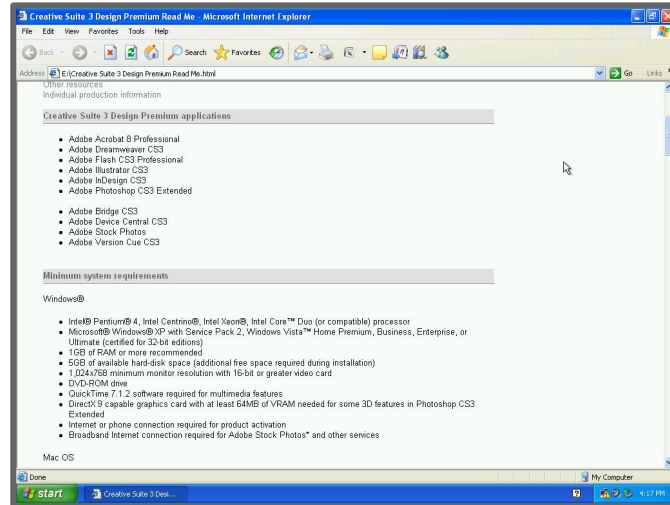 Creative Suite 3 Design Premium Read Me - Microsoft Internet Explorer
File Edit View Favorites Tools Help
Back Search Favorites
Address E:\Creative Suite 3 Design Premium Read Me.html Go Links
Other resources
Individual production information
Creative Suite 3 Design Premium applications
• Adobe Acrobat 8 Professional
• Adobe Dreamweaver CS3
• Adobe Flash CS3 Professional
• Adobe Illustrator CS3
• Adobe InDesign CS3
• Adobe Photoshop CS3 Extended
• Adobe Bridge CS3
• Adobe Device Central CS3
• Adobe Stock Photos
• Adobe Version Cue CS3
Minimum system requirements
Windows®
• Intel® Pentium® 4, Intel Centrino®, Intel Xeon®, Intel Core™ Duo (or compatible) processor
• Microsoft® Windows® XP with Service Pack 2, Windows Vista™ Home Premium, Business, Enterprise, or
Ultimate (certified for 32-bit editions)
• 1GB of RAM or more recommended
• 5GB of available hard-disk space (additional free space required during installation)
• 1,024x768 minimum monitor resolution with 16-bit or greater video card
• DVD-ROM drive
• QuickTime 7.1.2 software required for multimedia features
• DirectX 9 capable graphics card with at least 64MB of VRAM needed for some 3D features in Photoshop CS3
Extended
• Internet or phone connection required for product activation
• Broadband Internet connection required for Adobe Stock Photos* and other services
Mac OS
Done My Computer
start Creative Suite 3 Desi... 4:17 PM